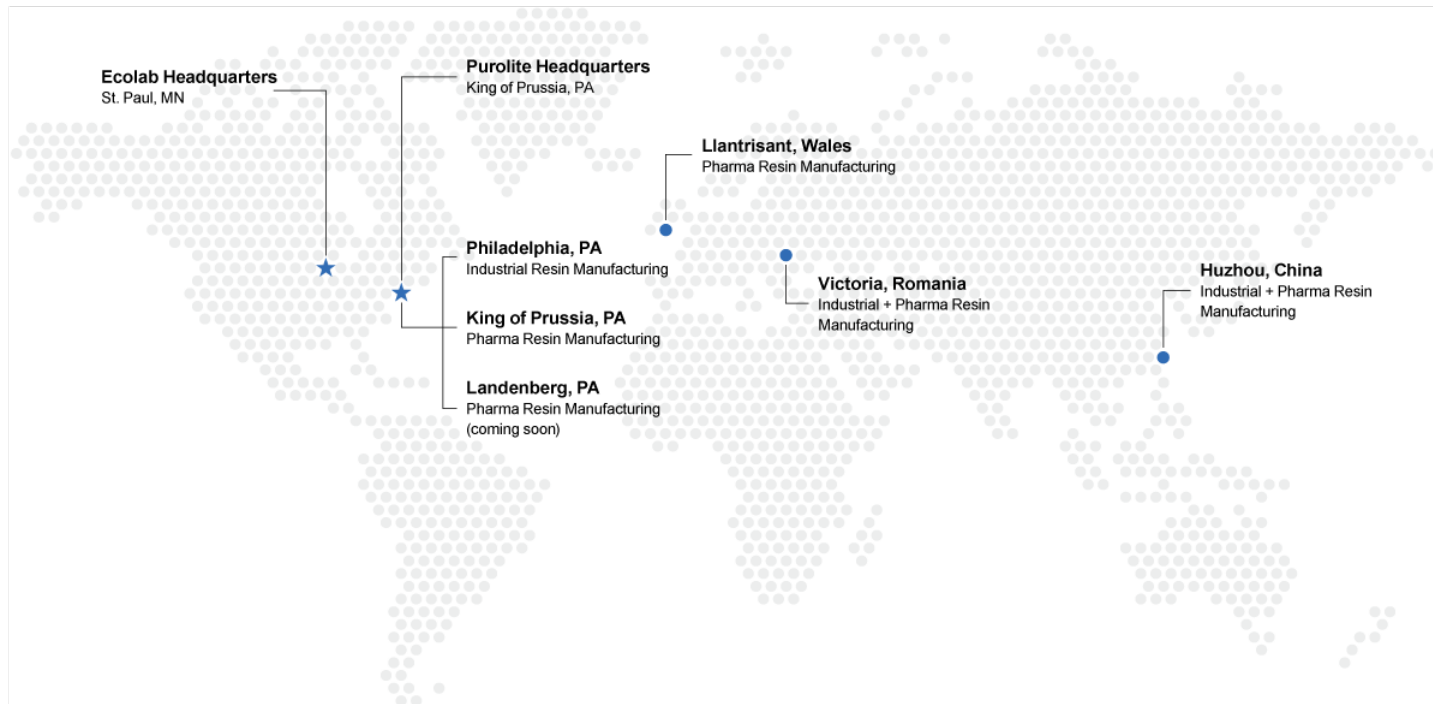 Ecolab Headquarters
St. Paul, MN
Purolite Headquarters
King of Prussia, PA
Llantrisant, Wales
Pharma Resin Manufacturing
Philadelphia, PA
Industrial Resin Manufacturing
King of Prussia, PA
Pharma Resin Manufacturing
Landenberg, PA
Pharma Resin Manufacturing
(coming soon)
Victoria, Romania
Industrial + Pharma Resin
Manufacturing
Huzhou, China
Industrial + Pharma Resin
Manufacturing